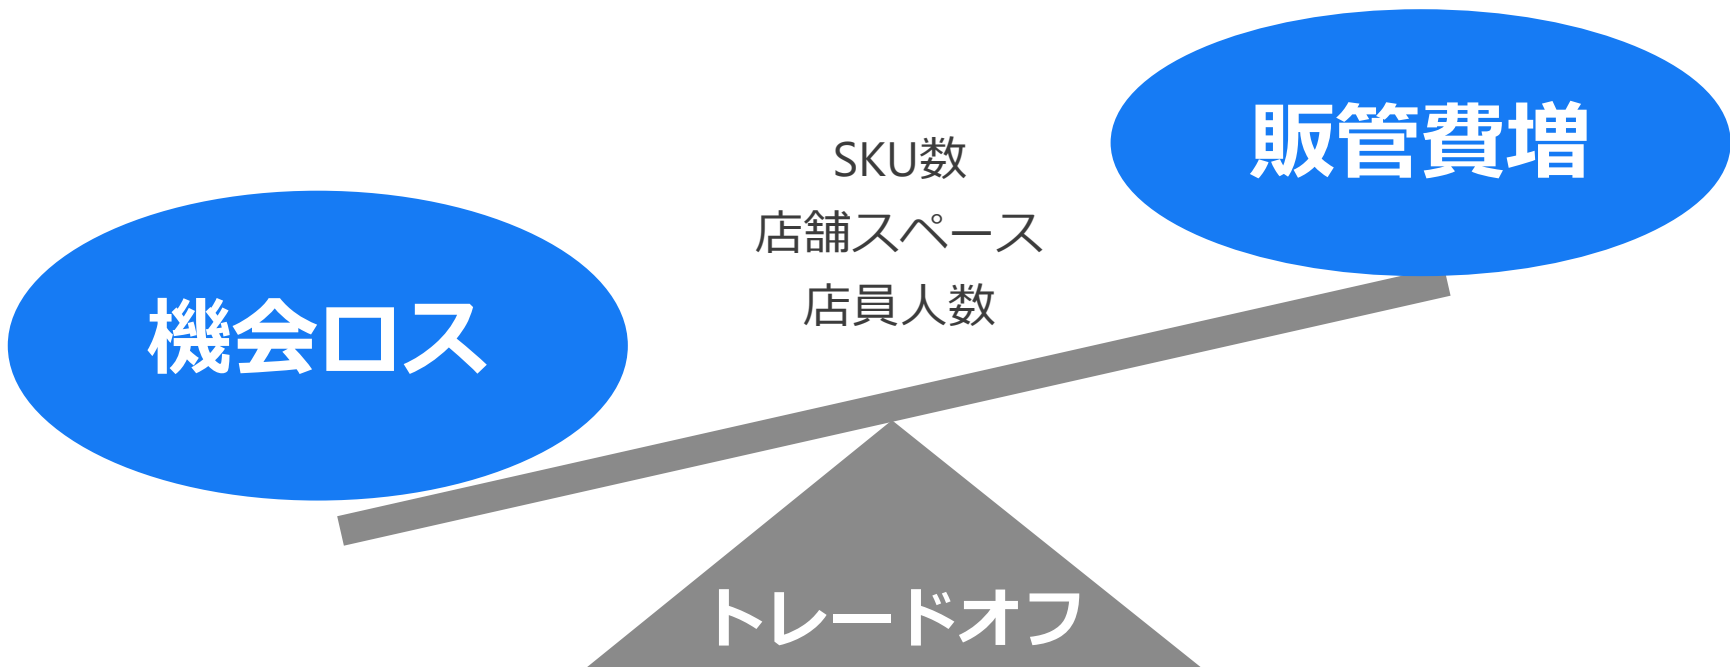 販管費増
SKU数
店舗スペース
店員人数
機会ロス
トレードオフ